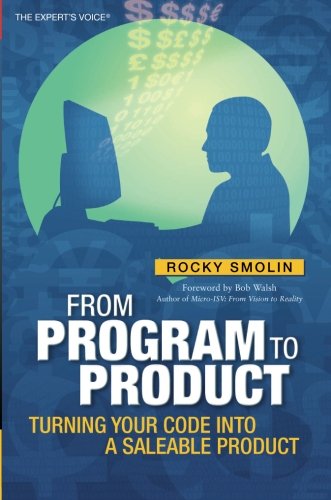 THE EXPERT'S VOICE®
ROCKY SMOLIN
Foreword by Bob Walsh
Author of Micro-ISV: From Vision to Reality
FROM
PROGRAM TO
PRODUCT
TURNING YOUR CODE INTO
A SALEABLE PRODUCT